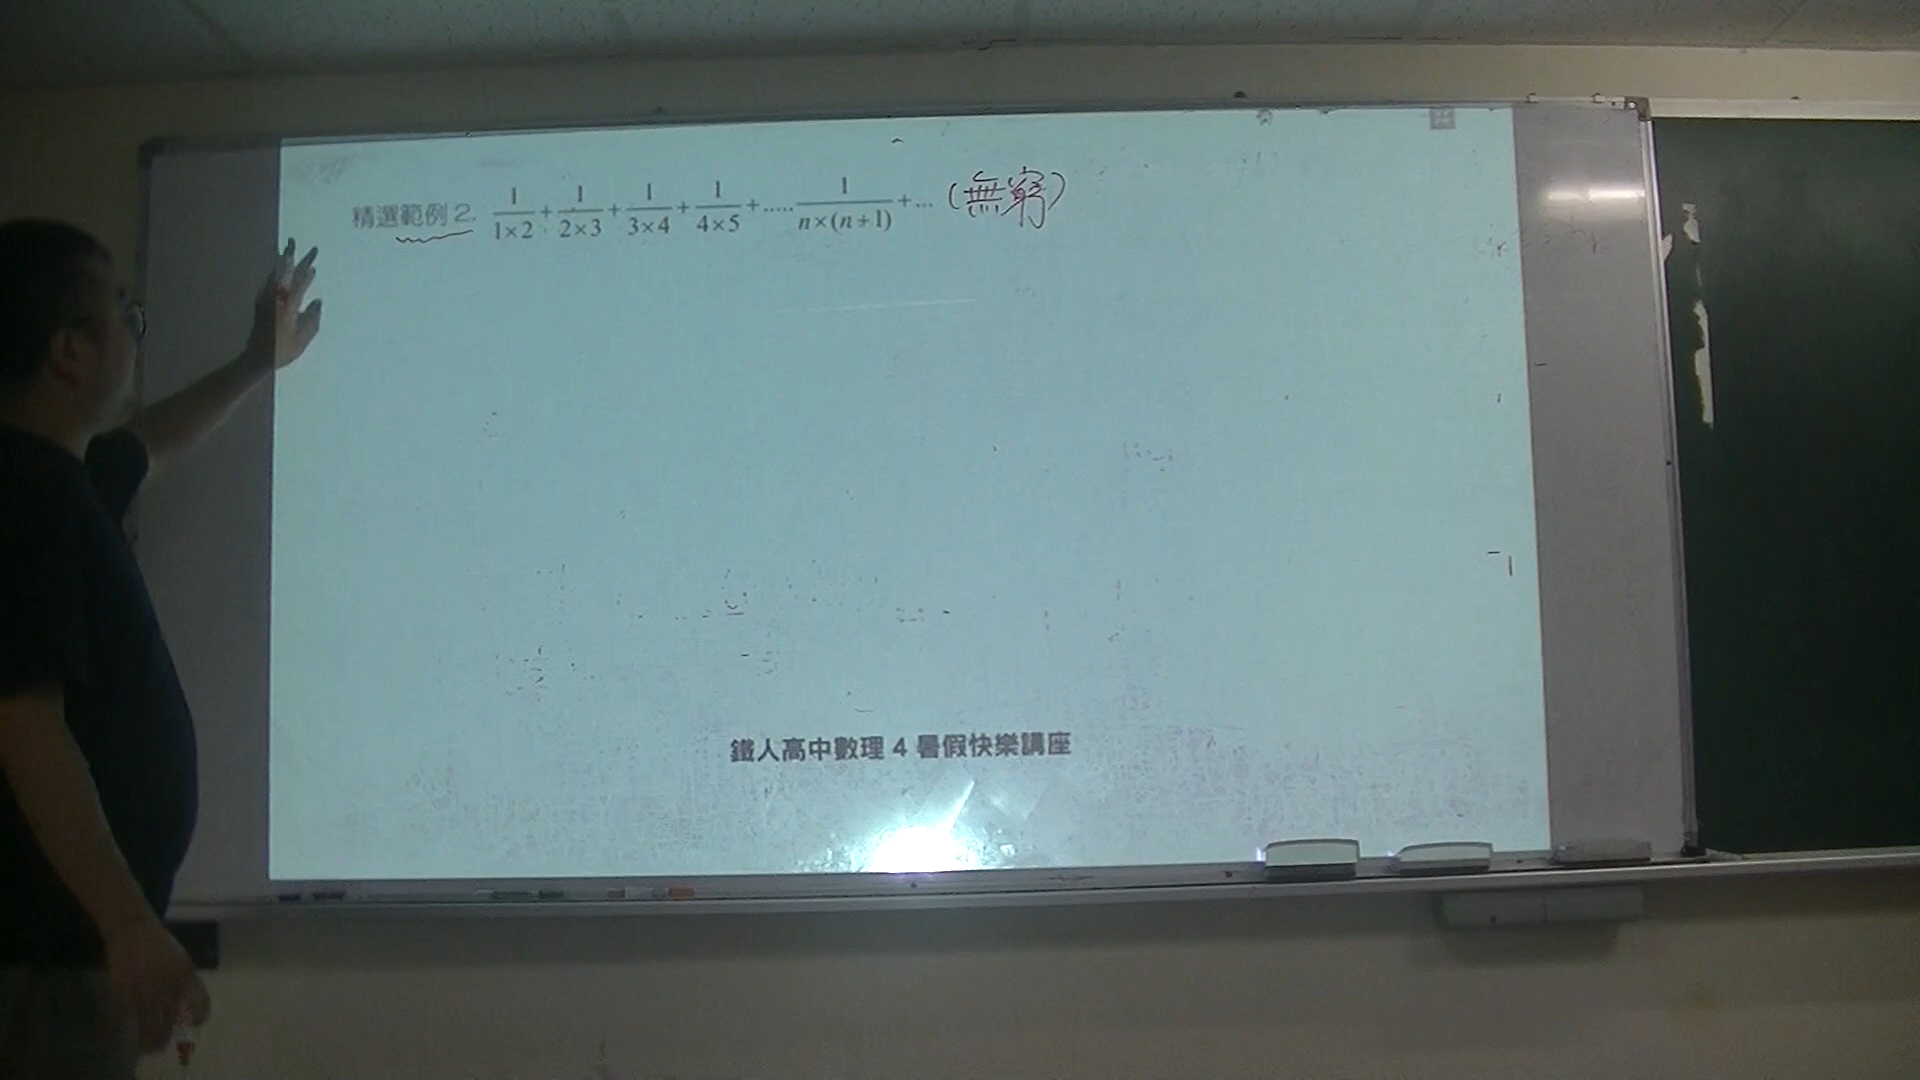 精選範例 2. 1/1×2 + 1/2×3 + 1/3×4 + 1/4×5 +..... 1/n×(n+1) +... (無窮)
鐵人高中數理 4 暑假快樂講座